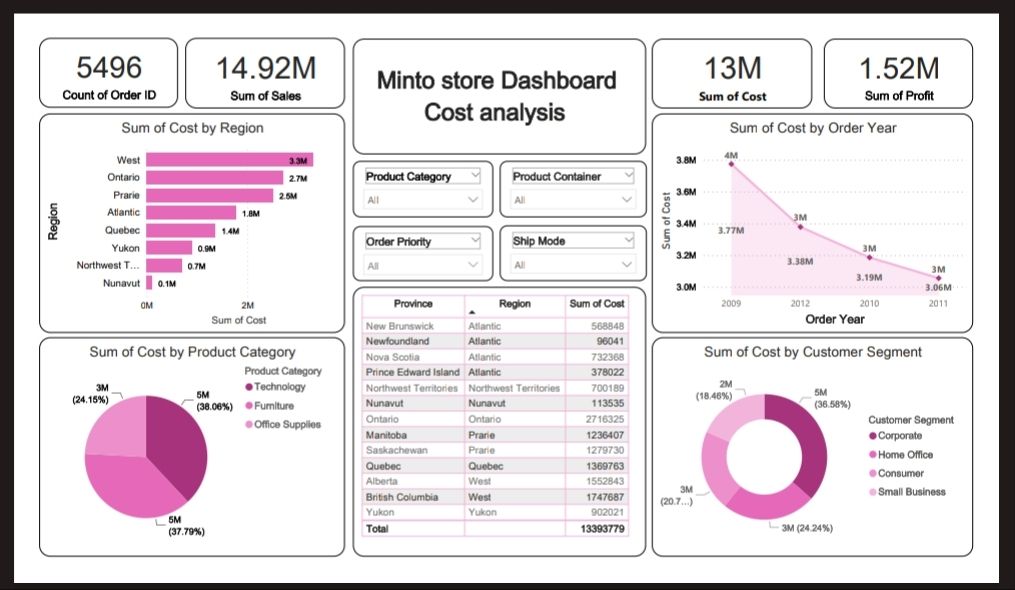 5496
Count of Order ID
14.92M
Sum of Sales
Minto store Dashboard
Cost analysis
13M
Sum of Cost
1.52M
Sum of Profit
Sum of Cost by Region
Region
West 3.3M
Ontario 2.7M
Prarie 2.5M
Atlantic 1.8M
Quebec 1.4M
Yukon 0.9M
Northwest T... 0.7M
Nunavut 0.1M
0M 2M
Sum of Cost
Product Category
All
Product Container
All
Order Priority
All
Ship Mode
All
Sum of Cost by Order Year
Sum of Cost
3.8M
3.6M
3.4M
3.2M
3.0M
4M
3.77M
3M
3.38M
3M
3.19M
3M
3.06M
2009 2012 2010 2011
Order Year
Sum of Cost by Product Category
Product Category
Technology
Furniture
Office Supplies
3M
(24.15%)
5M
(38.06%)
5M
(37.79%)
Province Region Sum of Cost
New Brunswick Atlantic 568848
Newfoundland Atlantic 96041
Nova Scotia Atlantic 732368
Prince Edward Island Atlantic 378022
Northwest Territories Northwest Territories 700189
Nunavut Nunavut 113535
Ontario Ontario 2716325
Manitoba Prarie 1236407
Saskachewan Prarie 1279730
Quebec Quebec 1369763
Alberta West 1552843
British Columbia West 1747687
Yukon Yukon 902021
Total 13393779
Sum of Cost by Customer Segment
2M
(18.46%)
5M
(36.58%)
3M
(20.7...)
3M (24.24%)
Customer Segment
Corporate
Home Office
Consumer
Small Business